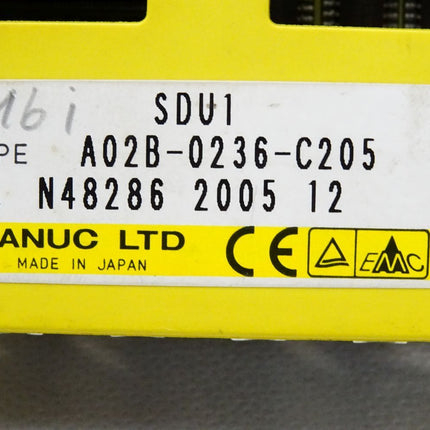 16i SDU1
PE A02B-0236-C205
N48286 2005 12
ANUC LTD CE EMC
MADE IN JAPAN